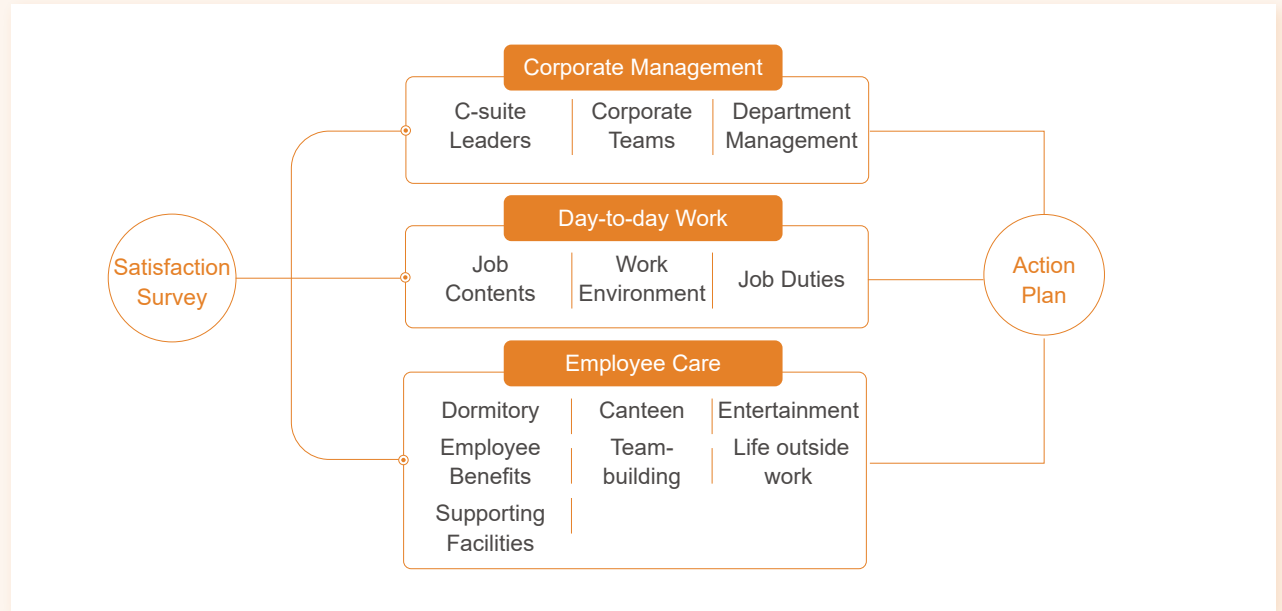 Corporate Management
C-suite
Leaders
Corporate
Teams
Department
Management
Satisfaction
Survey
Day-to-day Work
Job
Contents
Work
Environment
Job Duties
Action
Plan
Employee Care
Dormitory
Canteen
Entertainment
Employee
Benefits
Team-
building
Life outside
work
Supporting
Facilities